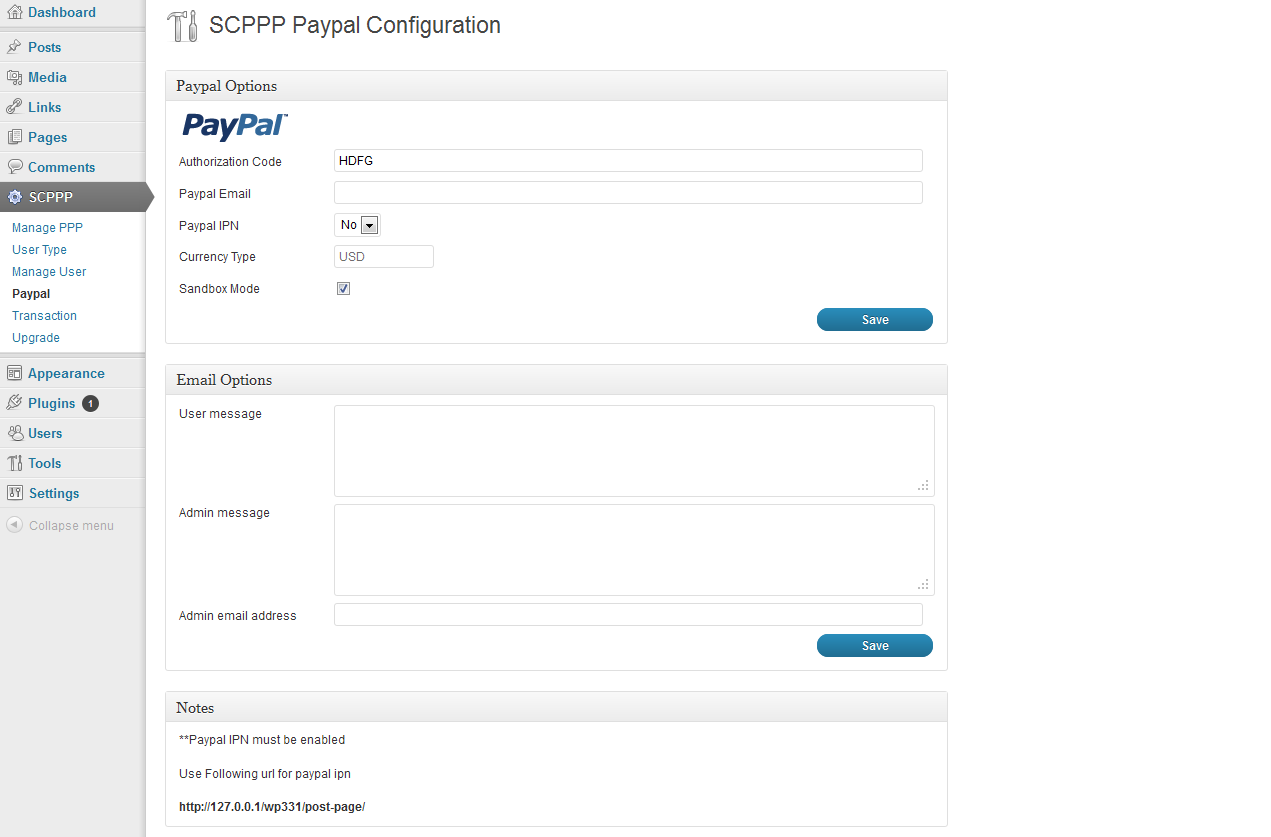 Dashboard
Posts
Media
Links
Pages
Comments
SCPPP
Manage PPP
User Type
Manage User
Paypal
Transaction
Upgrade
Appearance
Plugins 1
Users
Tools
Settings
Collapse menu
SCPPP Paypal Configuration
Paypal Options
PayPal™
Authorization Code HDFG
Paypal Email
Paypal IPN No
Currency Type USD
Sandbox Mode
Save
Email Options
User message
Admin message
Admin email address
Save
Notes
**Paypal IPN must be enabled
Use Following url for paypal ipn
http://127.0.0.1/wp331/post-page/